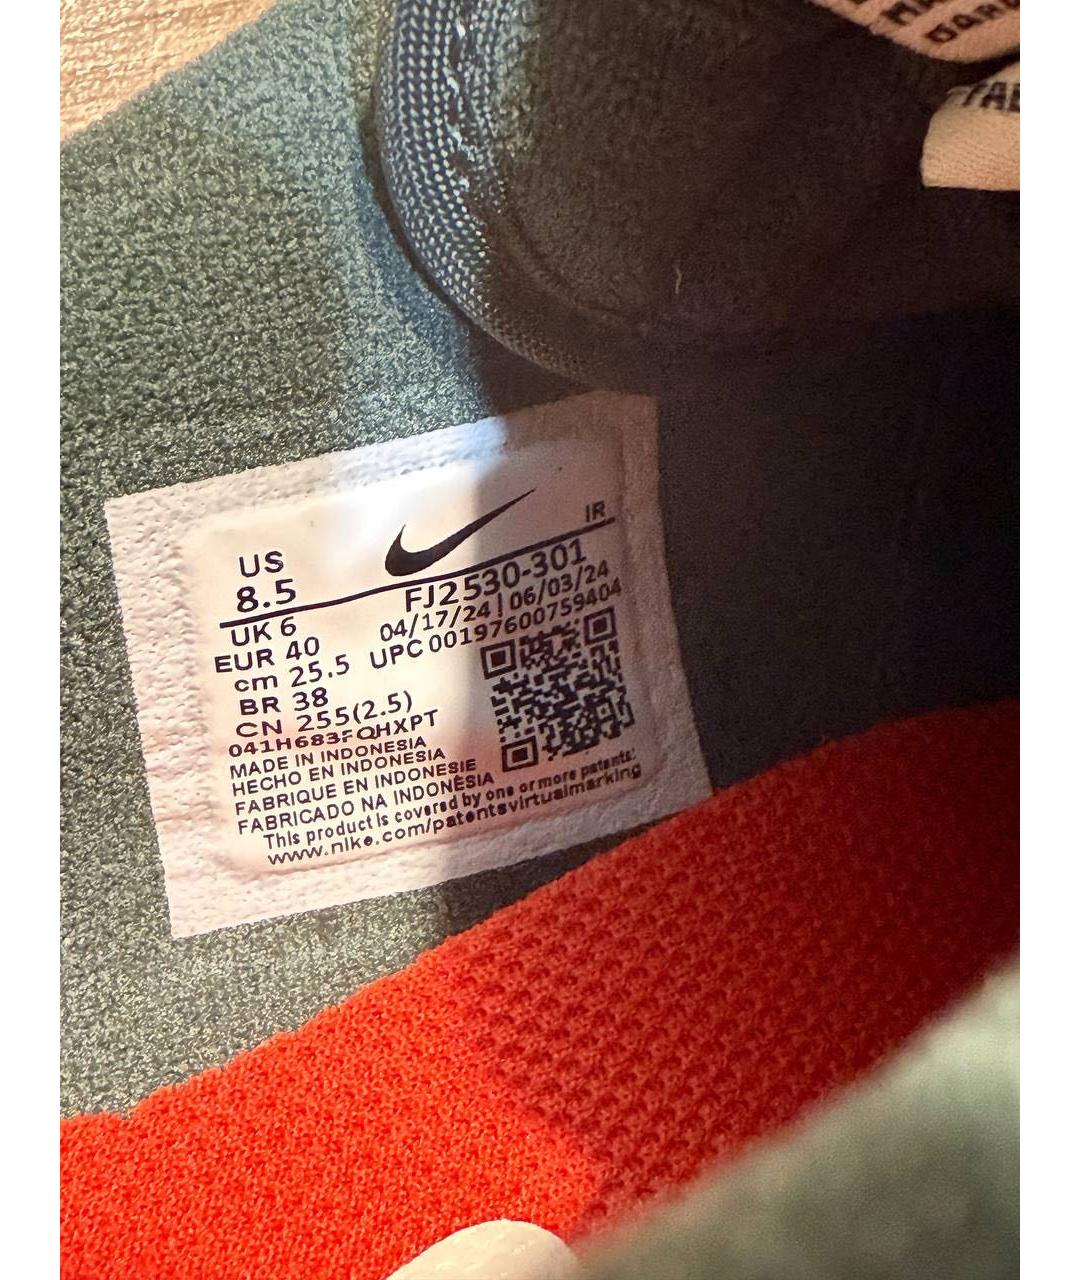 US
8.5
IR
UK 6
FJ2530-301
EUR 40
04/17/24 | 06/03/24
cm 25.5
UPC 00197600759404
BR 38
CN 255(2.5)
041H683FQHXPT
MADE IN INDONESIA
HECHO EN INDONESIA
FABRIQUE EN INDONESIE
FABRICADO NA INDONÉSIA
This product is covered by one or more patents:
www.nike.com/patentsvirtualmarking